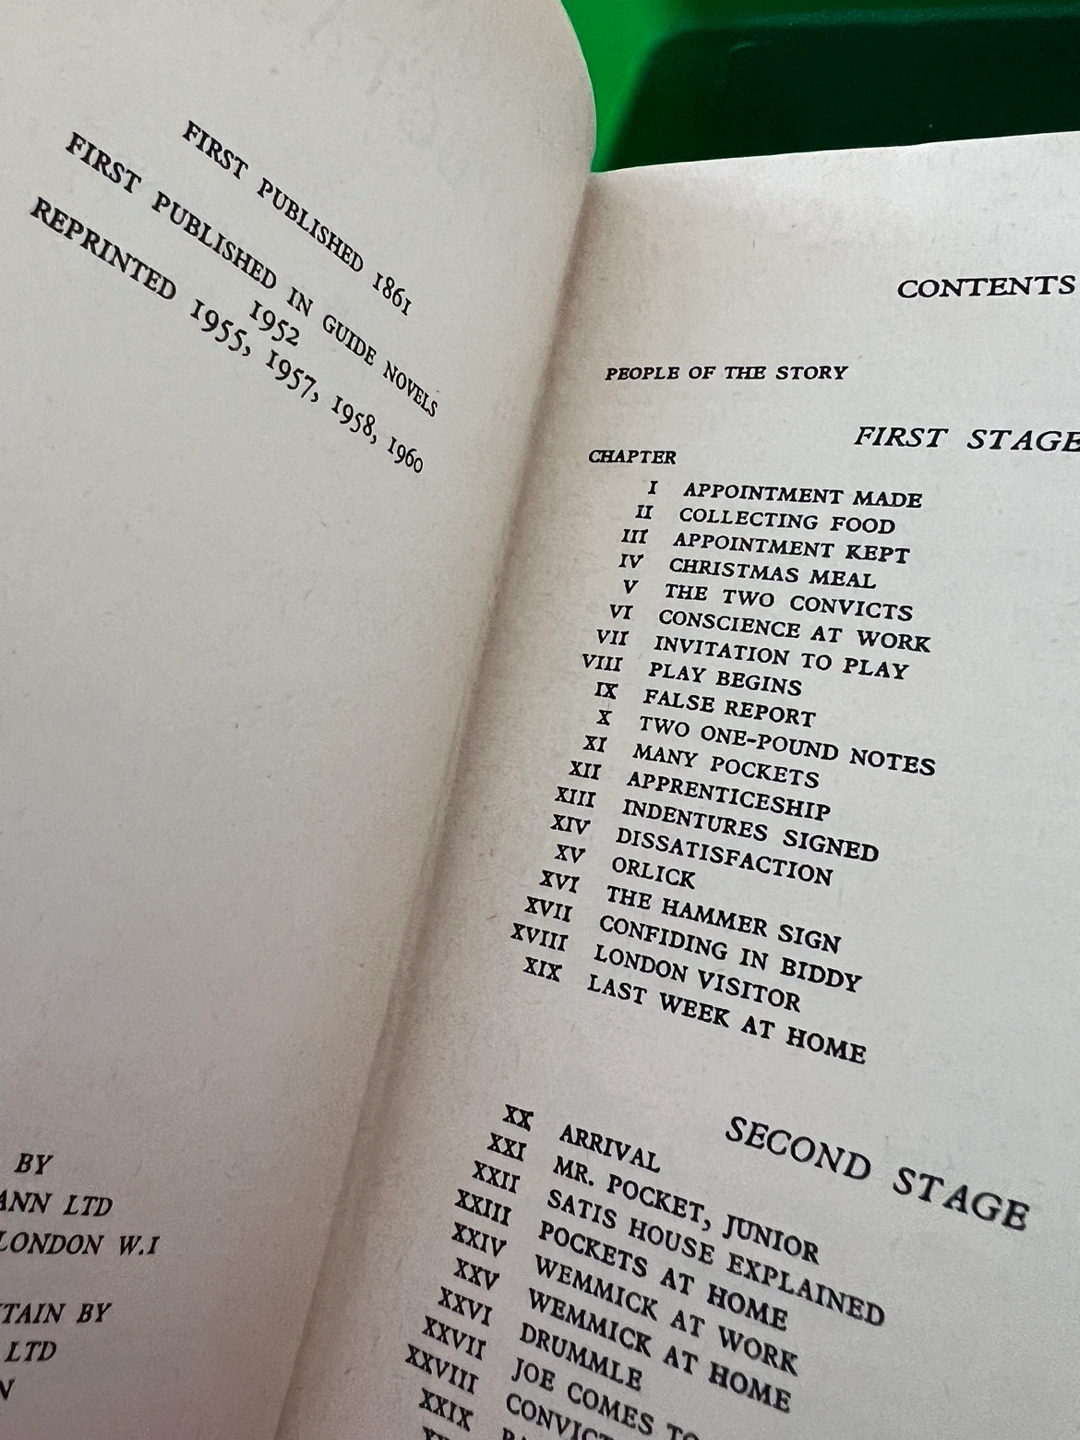 FIRST PUBLISHED 1861
FIRST PUBLISHED IN GUIDE NOVELS
1952
REPRINTED 1955, 1957, 1958, 1960
BY
LTD
LONDON W.I
BY
LTD
CONTENTS
PEOPLE OF THE STORY
FIRST STAGE
CHAPTER
I APPOINTMENT MADE
II COLLECTING FOOD
III APPOINTMENT KEPT
IV CHRISTMAS MEAL
V THE TWO CONVICTS
VI CONSCIENCE AT WORK
VII INVITATION TO PLAY
VIII PLAY BEGINS
IX FALSE REPORT
X TWO ONE-POUND NOTES
XI MANY POCKETS
XII APPRENTICESHIP
XIII INDENTURES SIGNED
XIV DISSATISFACTION
XV ORLICK
XVI THE HAMMER SIGN
XVII CONFIDING IN BIDDY
XVIII LONDON VISITOR
XIX LAST WEEK AT HOME
SECOND STAGE
XX ARRIVAL
XXI MR. POCKET, JUNIOR
XXII SATIS HOUSE EXPLAINED
XXIII POCKETS AT HOME
XXIV WEMMICK AT WORK
XXV WEMMICK AT HOME
XXVI DRUMMLE
XXVII JOE COMES TO
XXVIII
XXIX